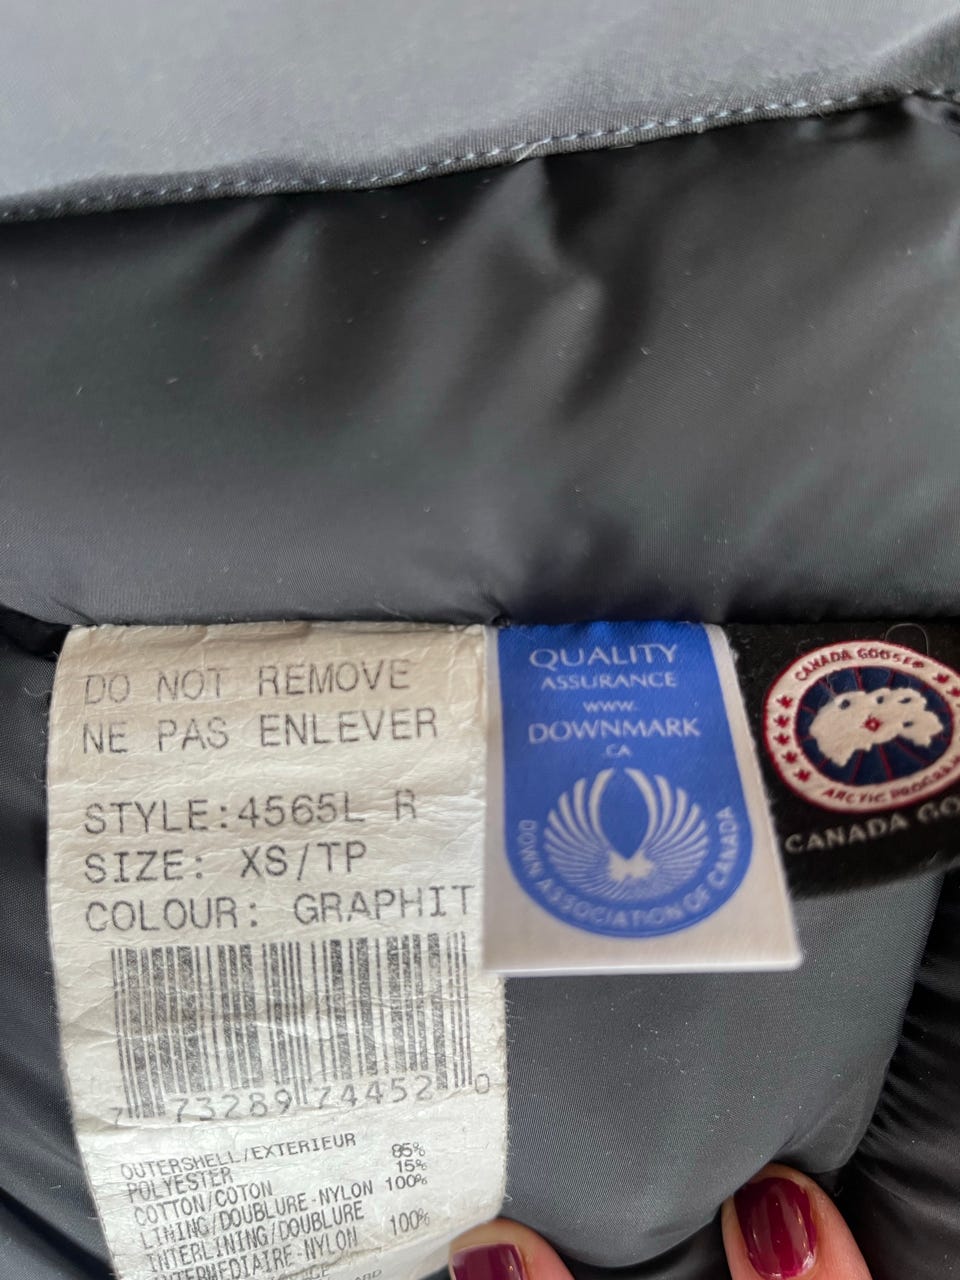 DO NOT REMOVE
NE PAS ENLEVER
STYLE:4565L R
SIZE: XS/TP
COLOUR: GRAPHIT
7 73289 74452 0
OUTERSHELL/EXTERIEUR
POLYESTER 85%
COTTON/COTON 15%
LINING/DOUBLURE-NYLON 100%
INTERLINING/DOUBLURE
INTERMEDIAIRE-NYLON 100%
QUALITY
ASSURANCE
www.
DOWNMARK
.CA
DOWN ASSOCIATION OF CANADA
CANADA GOOSE®
ARCTIC PROGRAM
CANADA GO